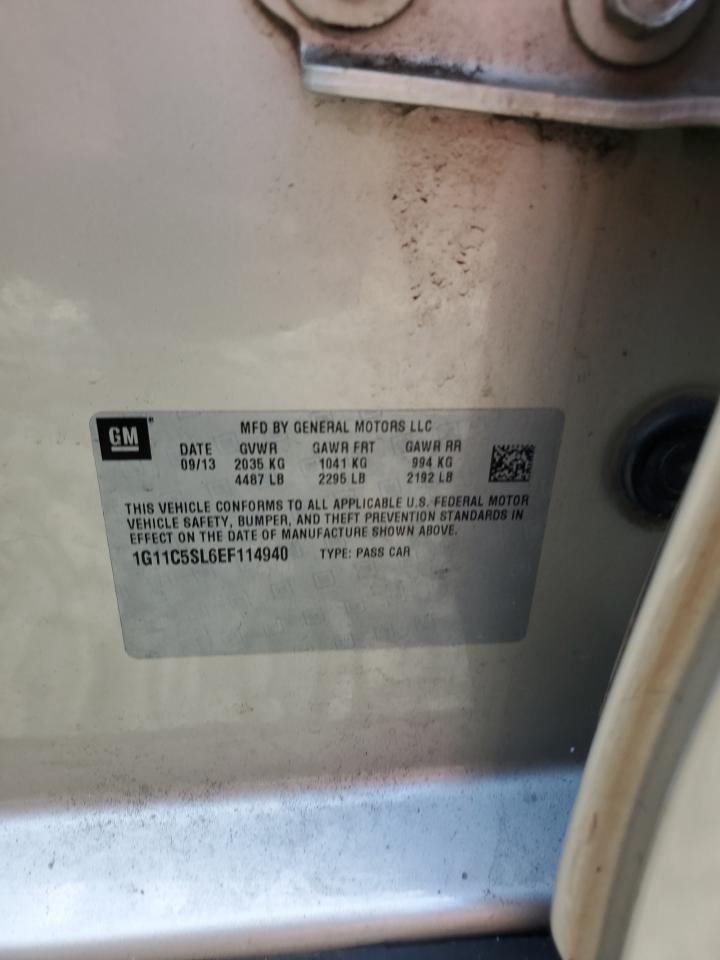 GM
MFD BY GENERAL MOTORS LLC
DATE GVWR GAWR FRT GAWR RR
09/13 2035 KG 1041 KG 994 KG
4487 LB 2295 LB 2192 LB
THIS VEHICLE CONFORMS TO ALL APPLICABLE U.S. FEDERAL MOTOR
VEHICLE SAFETY, BUMPER, AND THEFT PREVENTION STANDARDS IN
EFFECT ON THE DATE OF MANUFACTURE SHOWN ABOVE.
1G11C5SL6EF114940 TYPE: PASS CAR